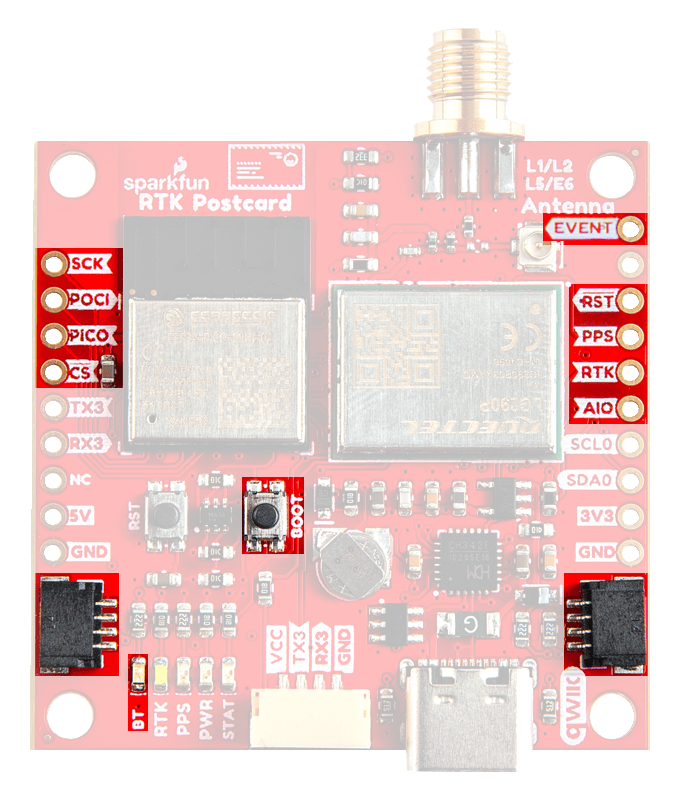 L1/L2
L5/E6
Antenna
sparkfun
RTK Postcard
EVENT
SCK
POCI
PICO
CS
TX3
RX3
NC
5V
GND
RST
PPS
RTK
AIO
SCL0
SDA0
3V3
GND
ESPRESSIF
LG290P
QUECTEL
RST
BOOT
VCC
TX3
RX3
GND
BT
RTK
PPS
PWR
STAT
qwiic